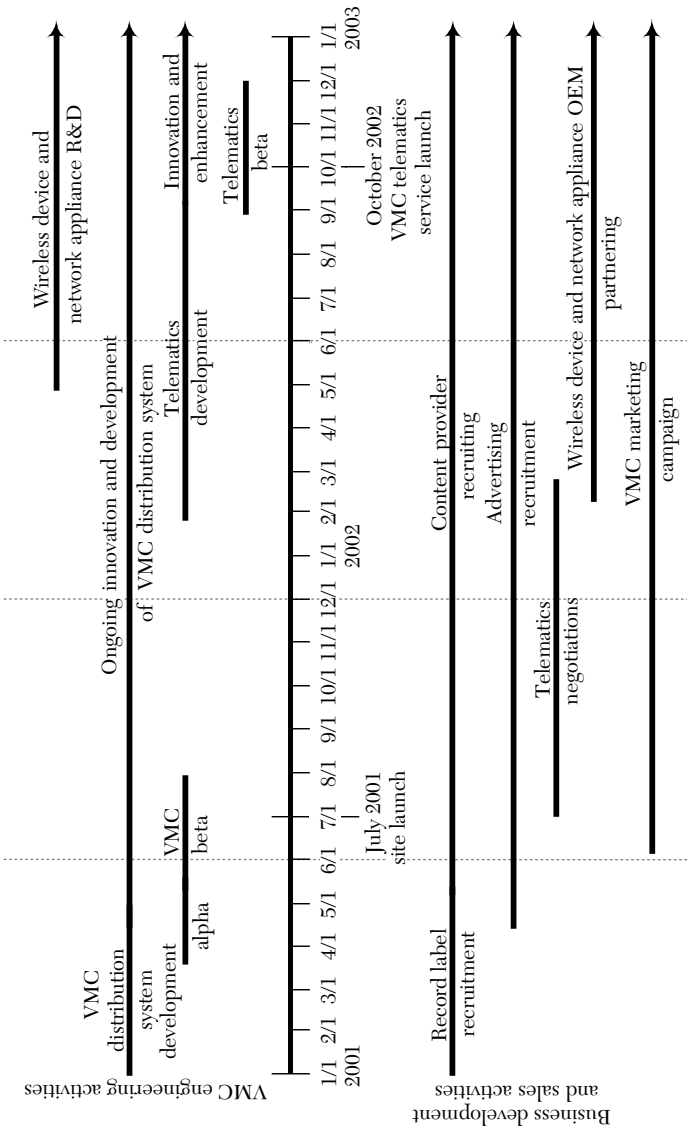 VMC engineering activities
Wireless device and
network appliance R&D
Ongoing innovation and development
of VMC distribution system
VMC
distribution
system
development
alpha
VMC
beta
Telematics
development
Innovation and
enhancement
Telematics
beta
1/1 2/1 3/1 4/1 5/1 6/1 7/1 8/1 9/1 10/1 11/1 12/1 1/1 2/1 3/1 4/1 5/1 6/1 7/1 8/1 9/1 10/1 11/1 12/1 1/1
2001 2002 2003
July 2001
site launch
October 2002
VMC telematics
service launch
Business development
and sales activities
Record label
recruitment
Content provider
recruiting
Advertising
recruitment
Telematics
negotiations
Wireless device and network appliance OEM
partnering
VMC marketing
campaign